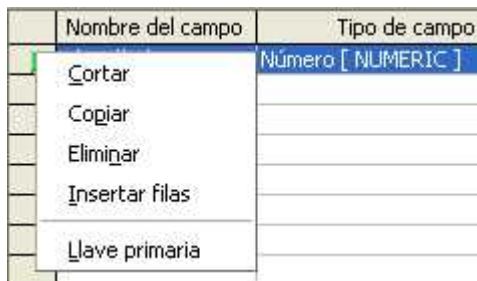 Nombre del campo Tipo de campo
Número [ NUMERIC ]
Cortar
Copiar
Eliminar
Insertar filas
Llave primaria